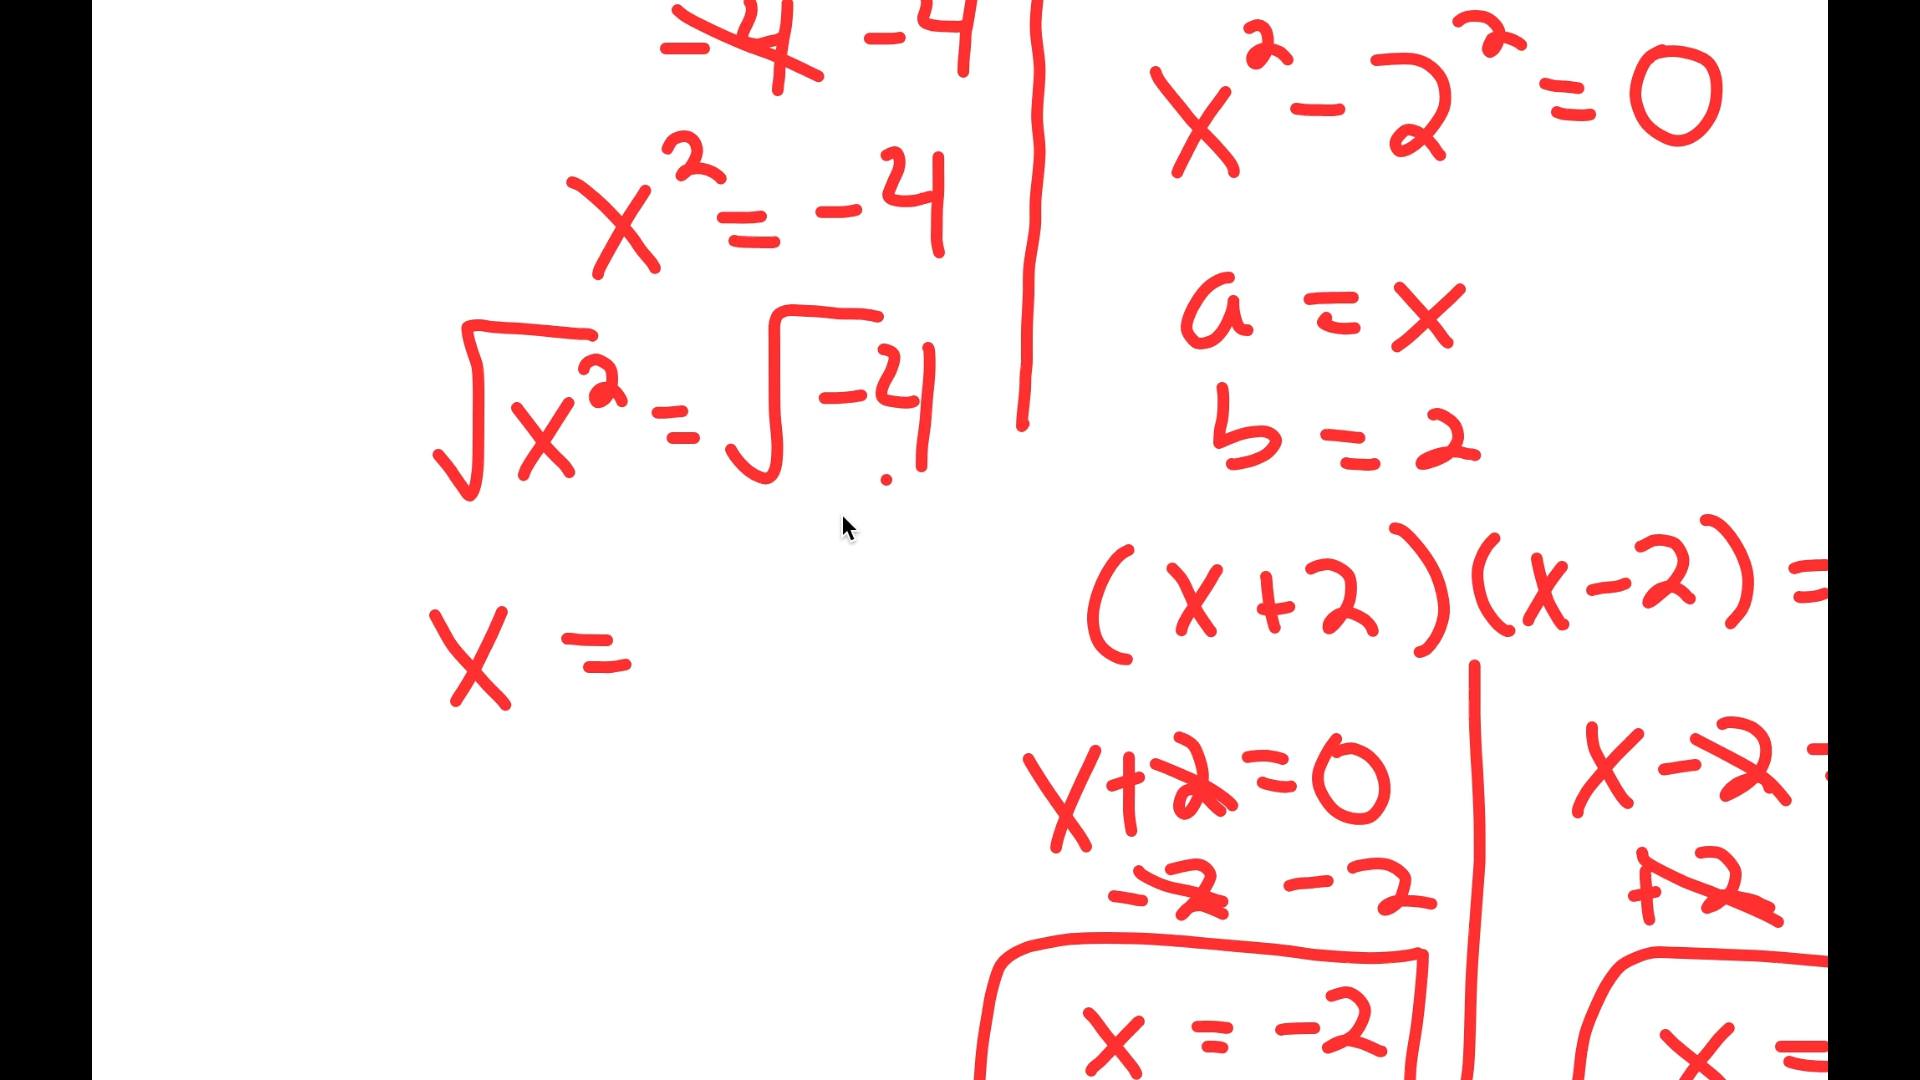 -4 -4
x² = -4
√x² = √-4
x =
x² - 2² = 0
a = x
b = 2
(x+2)(x-2) =
x+2=0
-2 -2
x = -2
x-2 =
+2
x =